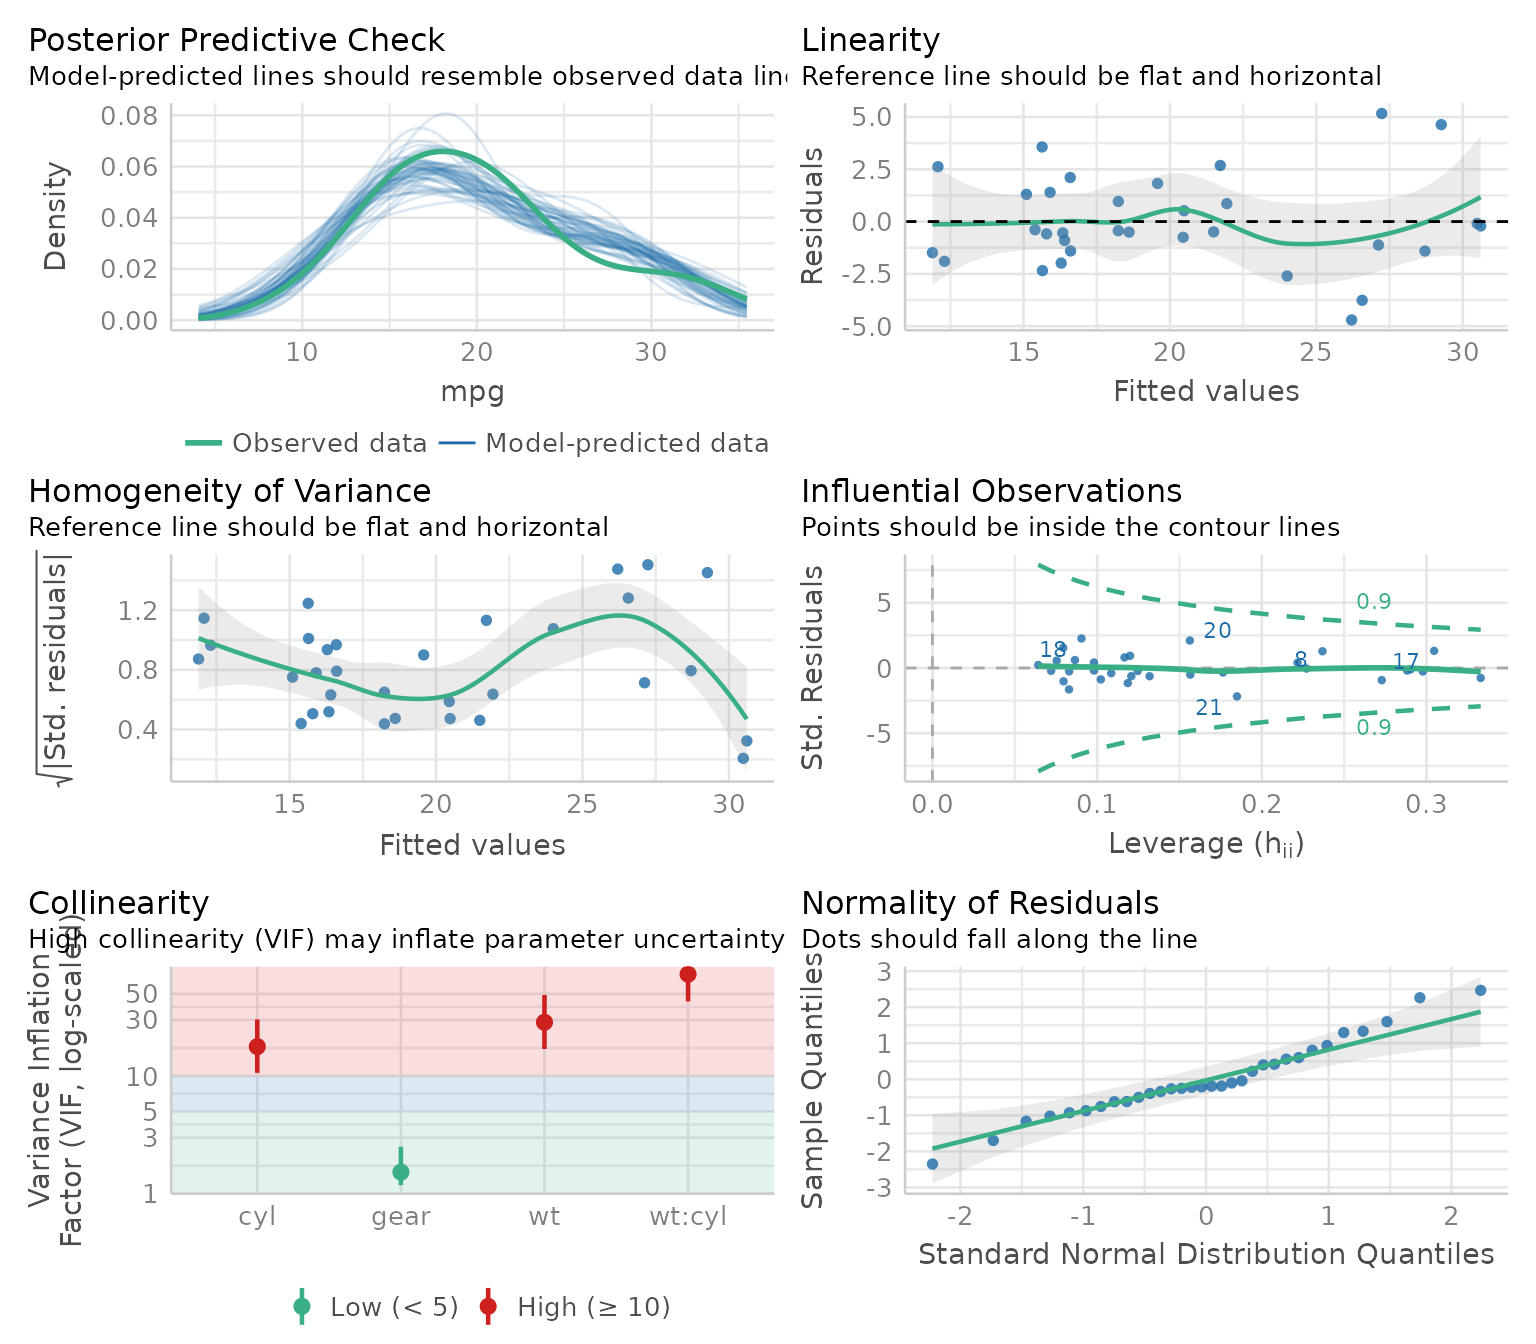 Posterior Predictive Check
Model-predicted lines should resemble observed data line
Density
0.08
0.06
0.04
0.02
0.00
10 20 30
mpg
Observed data Model-predicted data
Linearity
Reference line should be flat and horizontal
Residuals
5.0
2.5
0.0
-2.5
-5.0
15 20 25 30
Fitted values
Homogeneity of Variance
Reference line should be flat and horizontal
√|Std. residuals|
1.2
0.8
0.4
15 20 25 30
Fitted values
Influential Observations
Points should be inside the contour lines
Std. Residuals
5
0
-5
0.9
20
18
8
17
21
0.9
0.0 0.1 0.2 0.3
Leverage (hii)
Collinearity
High collinearity (VIF) may inflate parameter uncertainty
Variance Inflation
Factor (VIF, log-scaled)
50
30
10
5
3
1
cyl gear wt wt:cyl
Low (< 5) High (≥ 10)
Normality of Residuals
Dots should fall along the line
Sample Quantiles
3
2
1
0
-1
-2
-3
-2 -1 0 1 2
Standard Normal Distribution Quantiles